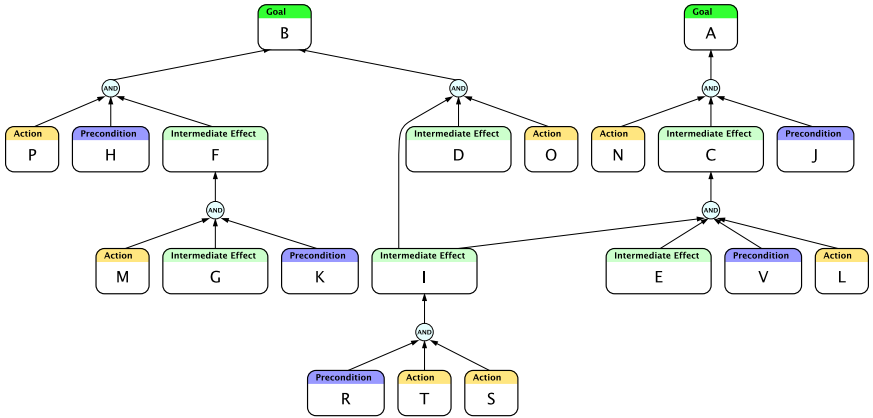 Goal
B
Goal
A
AND
AND
AND
Action
P
Precondition
H
Intermediate Effect
F
Intermediate Effect
D
Action
O
Action
N
Intermediate Effect
C
Precondition
J
AND
AND
Action
M
Intermediate Effect
G
Precondition
K
Intermediate Effect
I
Intermediate Effect
E
Precondition
V
Action
L
AND
Precondition
R
Action
T
Action
S